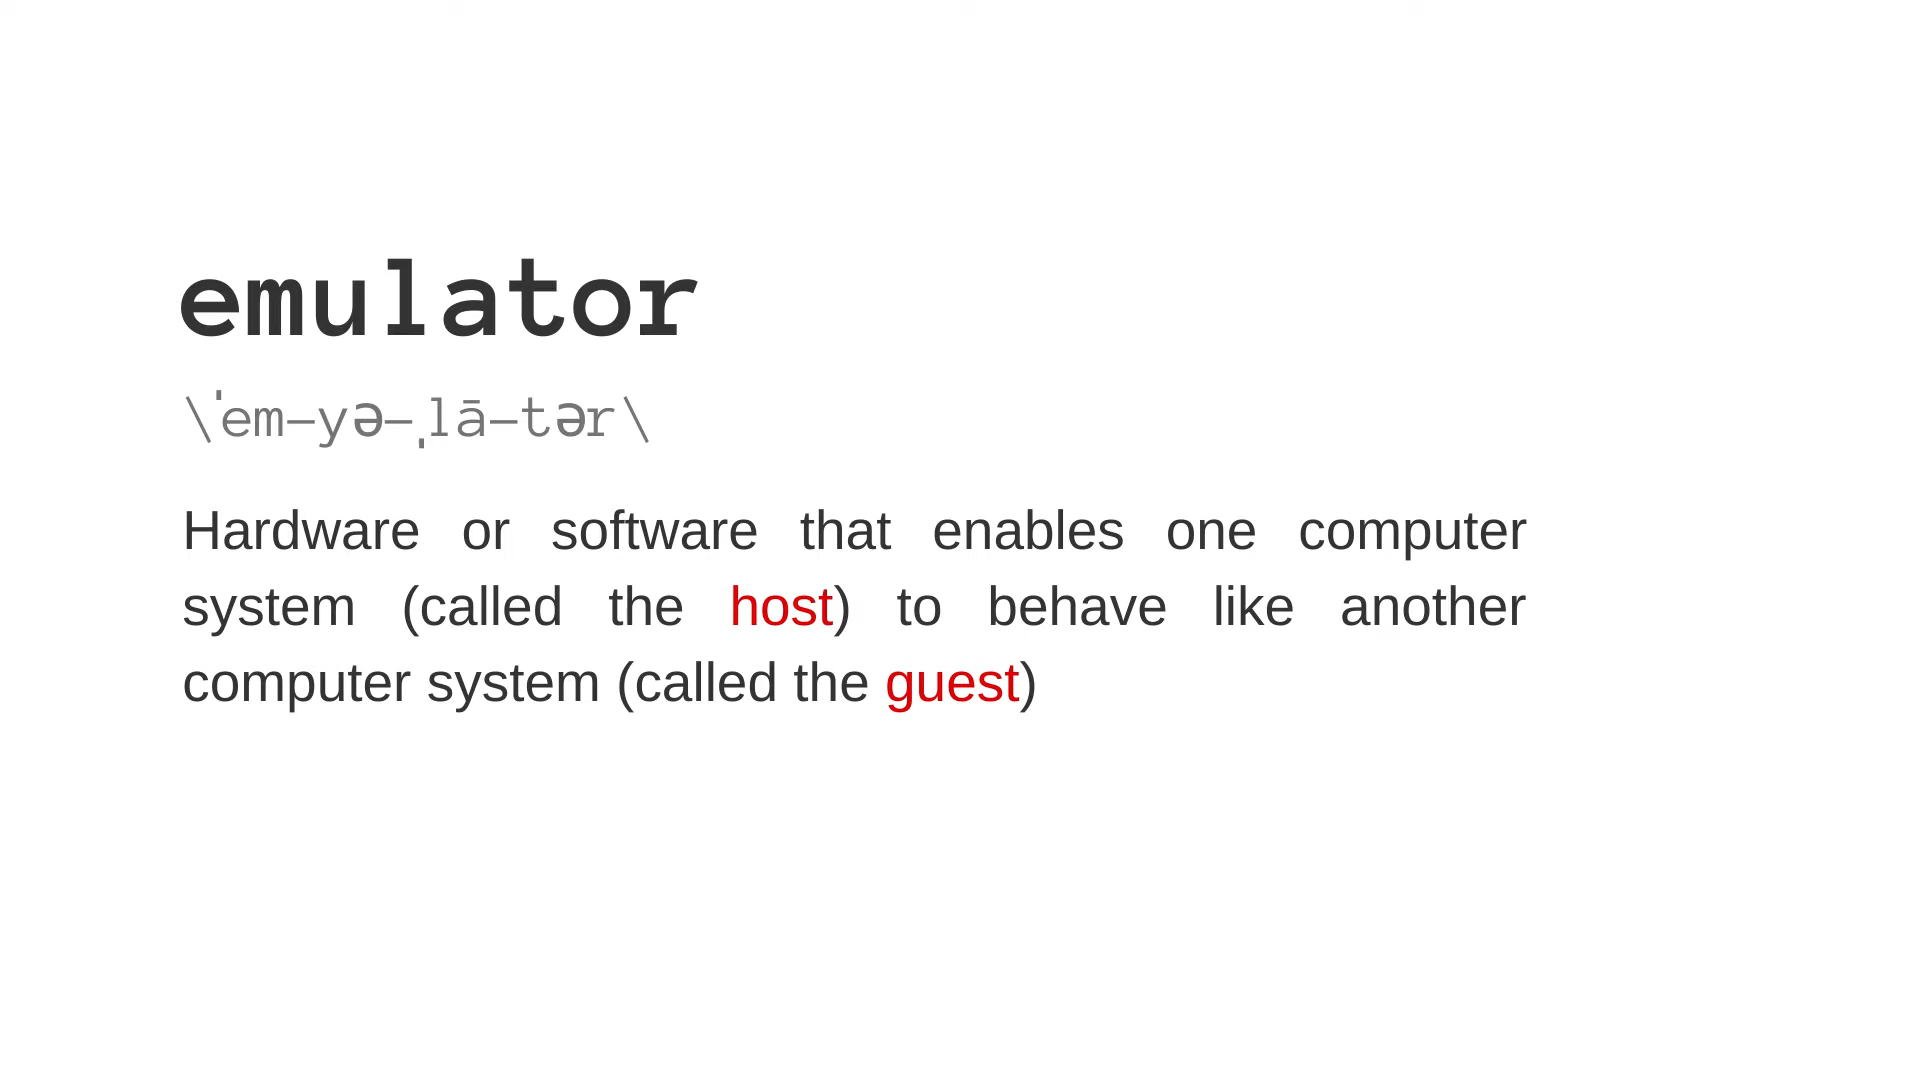 emulator
\ˈem–yə–ˌlā–tər\
Hardware or software that enables one computer
system (called the host) to behave like another
computer system (called the guest)